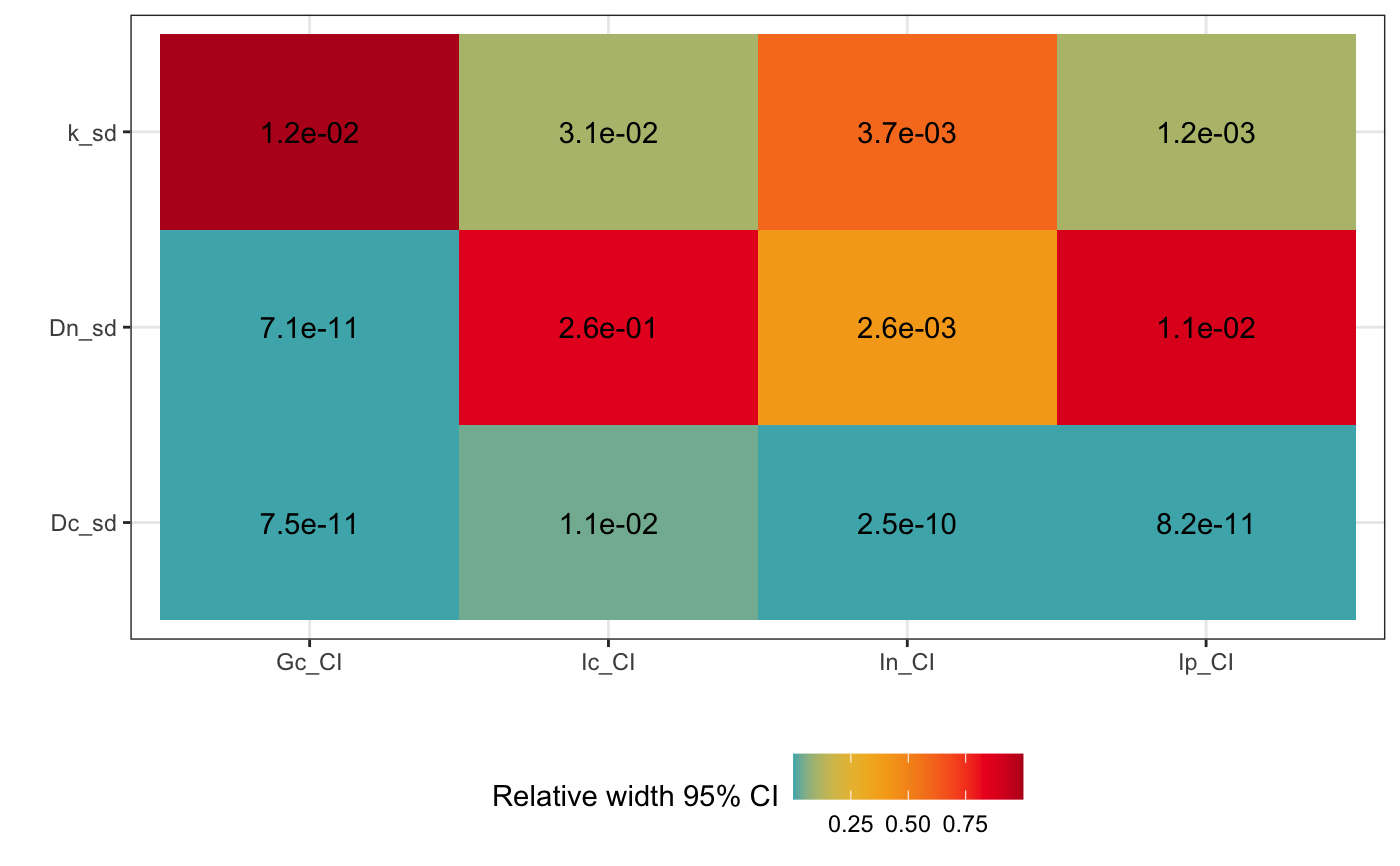 k_sd 1.2e-02 3.1e-02 3.7e-03 1.2e-03
Dn_sd 7.1e-11 2.6e-01 2.6e-03 1.1e-02
Dc_sd 7.5e-11 1.1e-02 2.5e-10 8.2e-11
Gc_CI Ic_CI In_CI Ip_CI
Relative width 95% CI
0.25 0.50 0.75